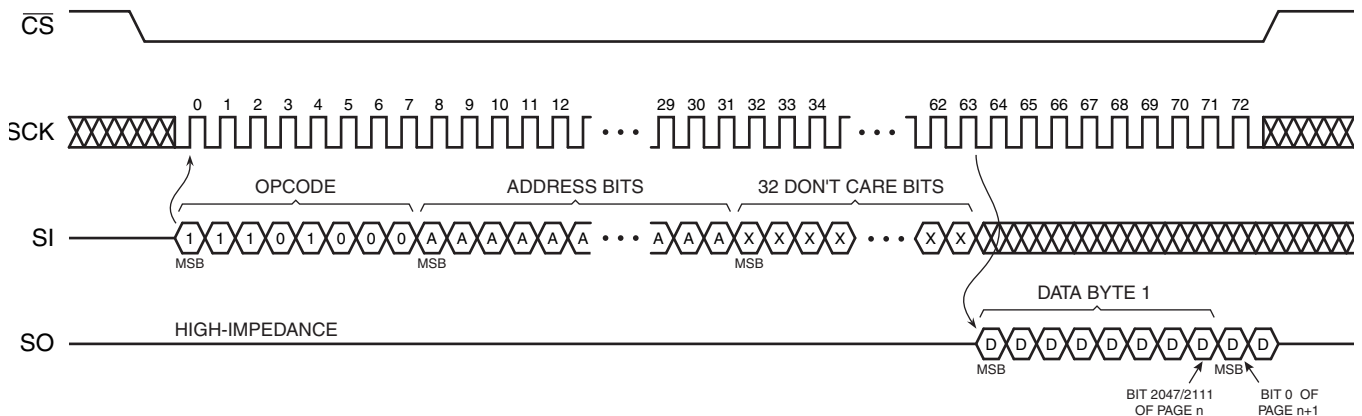 CS
SCK
0 1 2 3 4 5 6 7 8 9 10 11 12 29 30 31 32 33 34 62 63 64 65 66 67 68 69 70 71 72
• • • • • •
OPCODE ADDRESS BITS 32 DON'T CARE BITS
SI
1 1 1 0 1 0 0 0 A A A A A A • • • A A A X X X X • • • X X
MSB MSB MSB
DATA BYTE 1
HIGH-IMPEDANCE
SO
D D D D D D D D D D
MSB MSB
BIT 2047/2111
OF PAGE n
BIT 0 OF
PAGE n+1